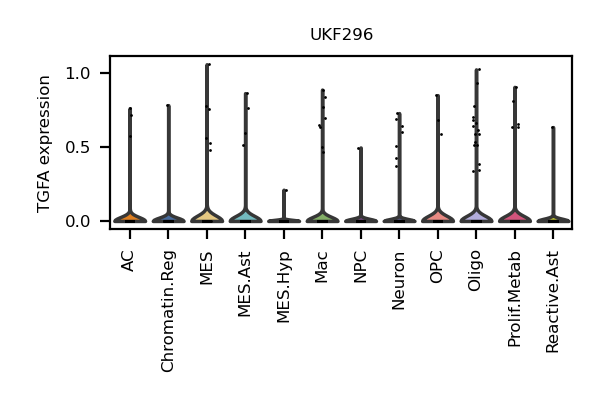 UKF296
TGFA expression
1.0
0.5
0.0
AC
Chromatin.Reg
MES
MES.Ast
MES.Hyp
Mac
NPC
Neuron
OPC
Oligo
Prolif.Metab
Reactive.Ast